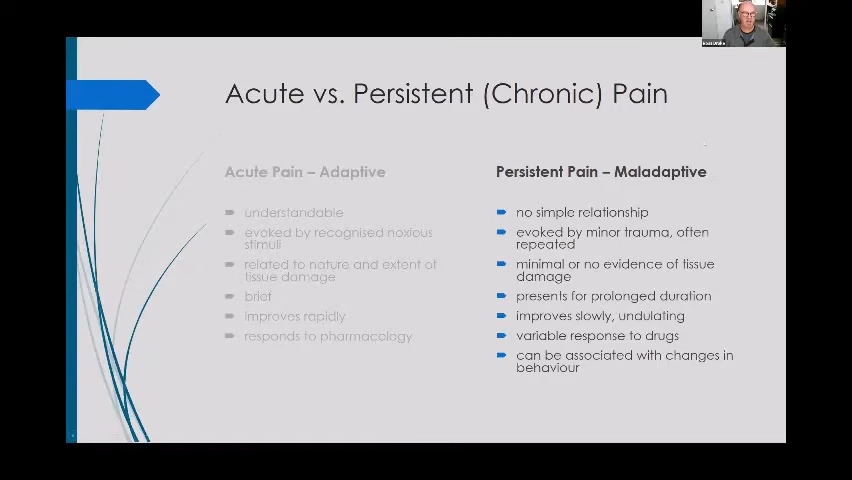 Ross Drake
Acute vs. Persistent (Chronic) Pain
Acute Pain – Adaptive
understandable
evoked by recognised noxious
stimuli
related to nature and extent of
tissue damage
brief
improves rapidly
responds to pharmacology
Persistent Pain – Maladaptive
no simple relationship
evoked by minor trauma, often
repeated
minimal or no evidence of tissue
damage
presents for prolonged duration
improves slowly, undulating
variable response to drugs
can be associated with changes in
behaviour